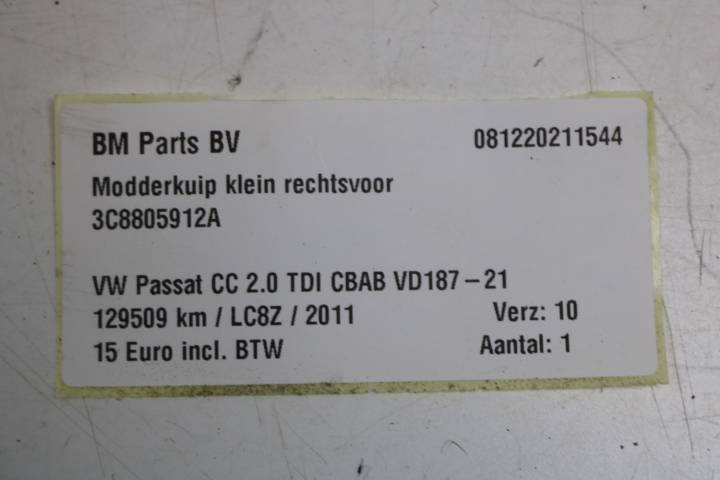 BM Parts BV 081220211544
Modderkuip klein rechtsvoor
3C8805912A
VW Passat CC 2.0 TDI CBAB VD187-21
129509 km / LC8Z / 2011 Verz: 10
15 Euro incl. BTW Aantal: 1